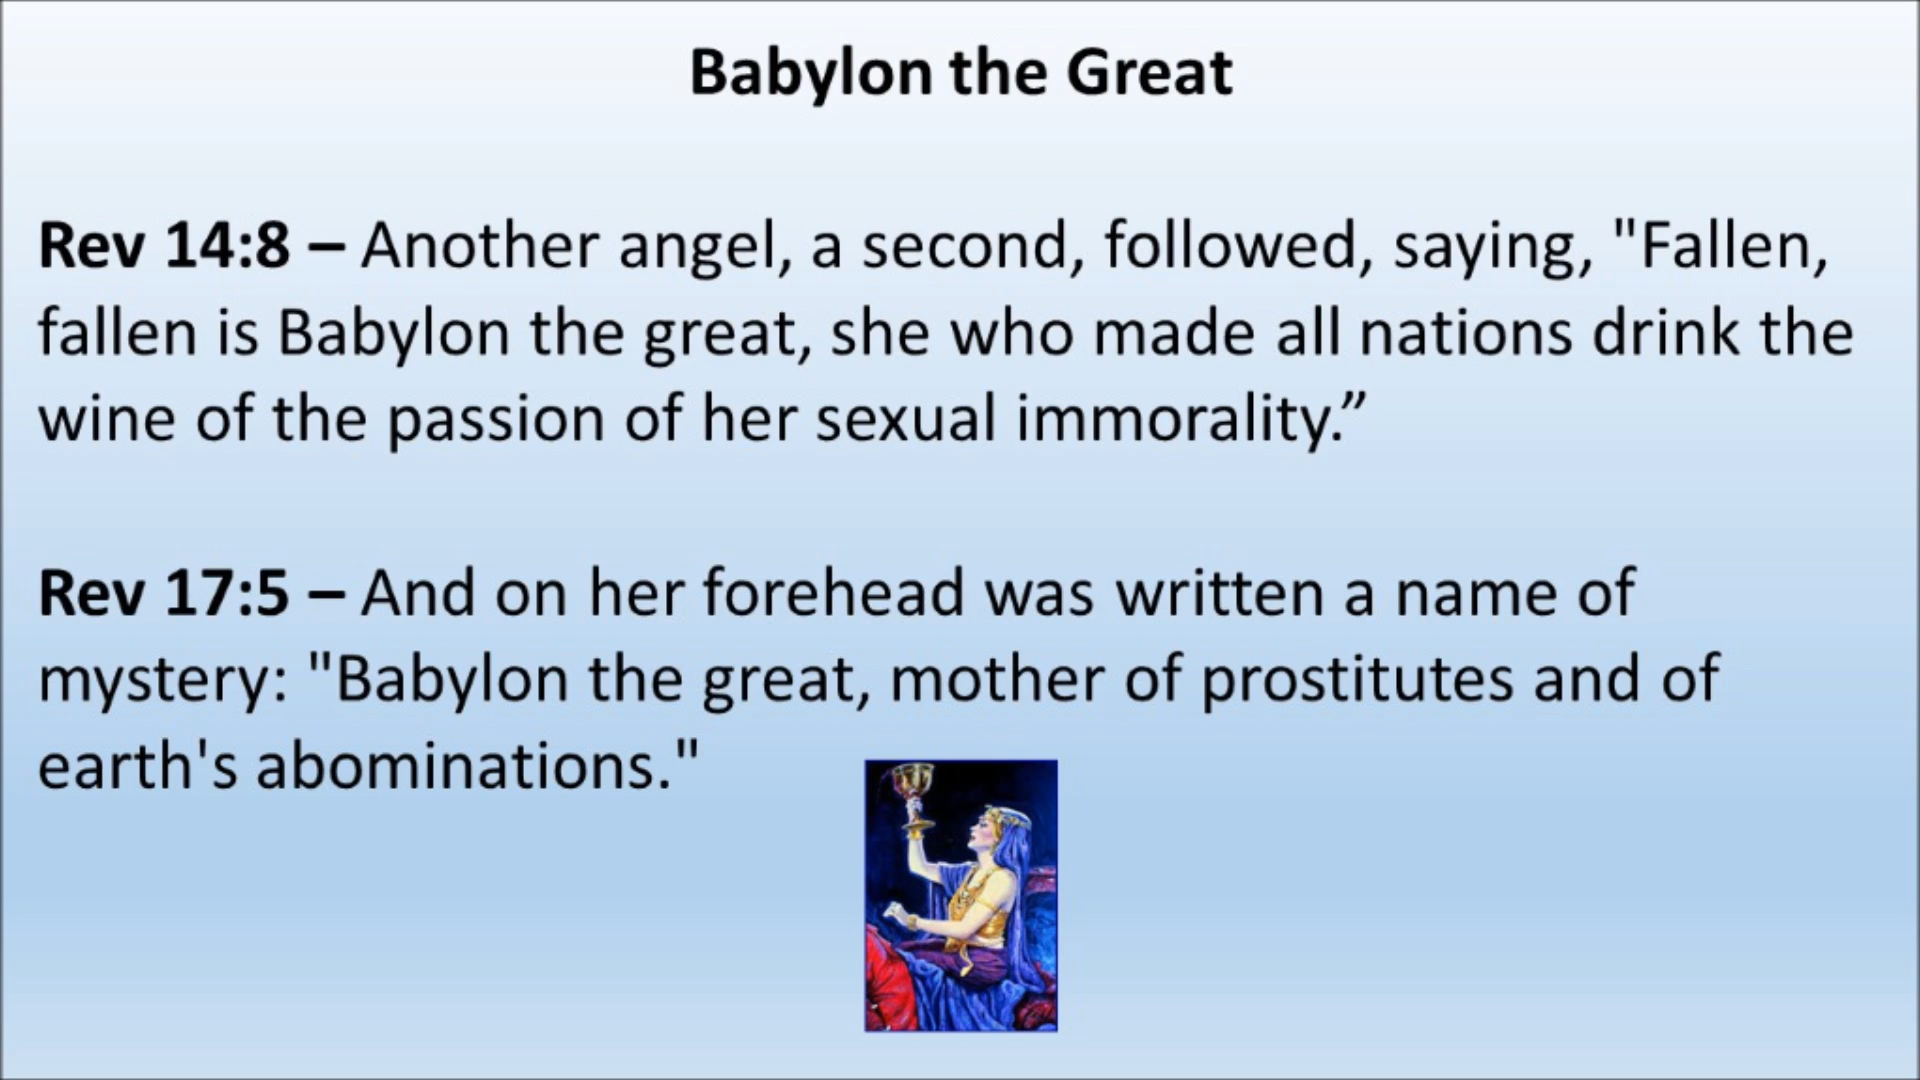 Babylon the Great
Rev 14:8 – Another angel, a second, followed, saying, "Fallen,
fallen is Babylon the great, she who made all nations drink the
wine of the passion of her sexual immorality.”
Rev 17:5 – And on her forehead was written a name of
mystery: "Babylon the great, mother of prostitutes and of
earth's abominations."